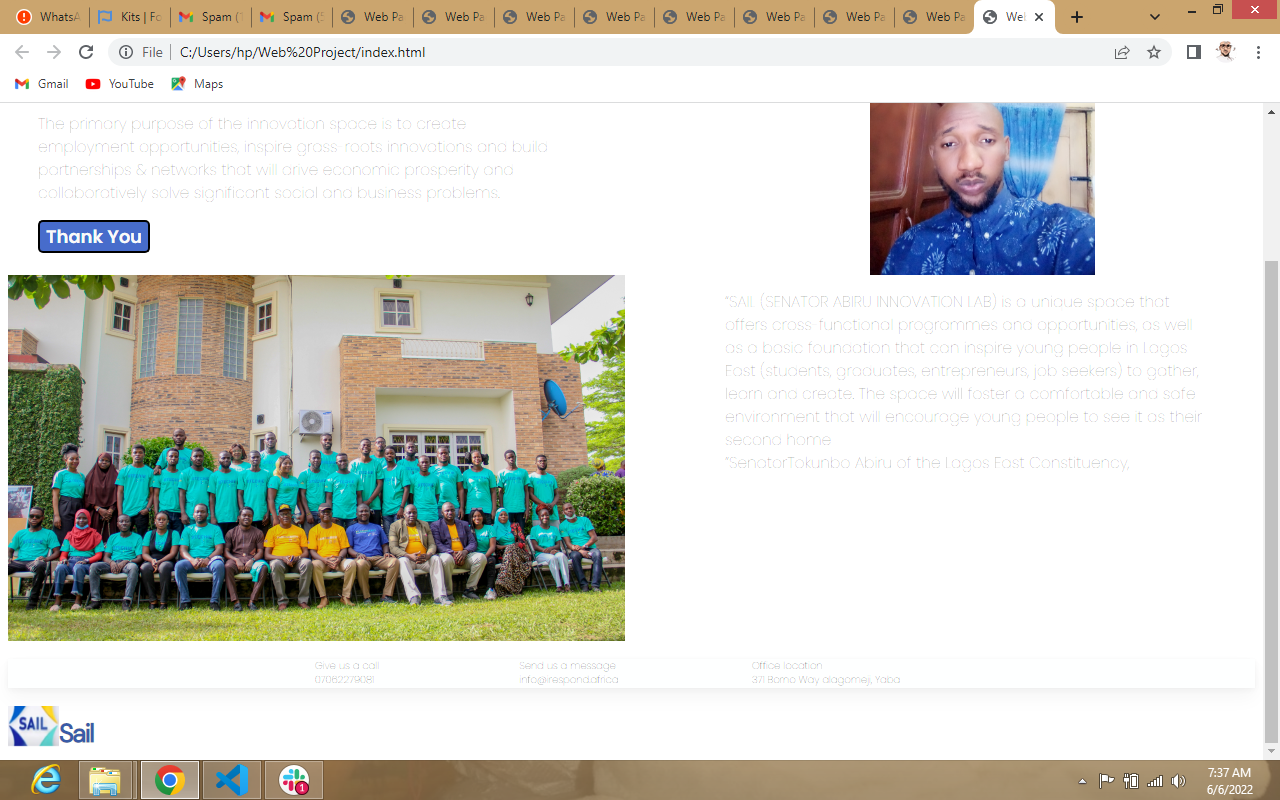 WhatsA
Kits | Fo
Spam (1
Spam (3
Web Pa
Web Pa
Web Pa
Web Pa
Web Pa
Web Pa
Web Pa
Web Pa
Wel
File
C:/Users/hp/Web%20Project/index.html
Gmail
YouTube
Maps
The primary purpose of the innovation space is to create
employment opportunities, inspire grass-roots innovations and build
partnerships & networks that will drive economic prosperity and
collaboratively solve significant social and business problems.
Thank You
"SAIL (SENATOR ABIRU INNOVATION LAB) is a unique space that
offers cross-functional programmes and opportunities, as well
as a basic foundation that can inspire young people in Lagos
East (students, graduates, entrepreneurs, job seekers) to gather,
learn and create. The space will foster a comfortable and safe
environment that will encourage young people to see it as their
second home
"SenatorTokunbo Abiru of the Lagos East Constituency,
Give us a call
07062279081
Send us a message
info@irespond.africa
Office location
371 Borno Way alagomeji, Yaba
SAIL
Sail
1
7:37 AM
6/6/2022